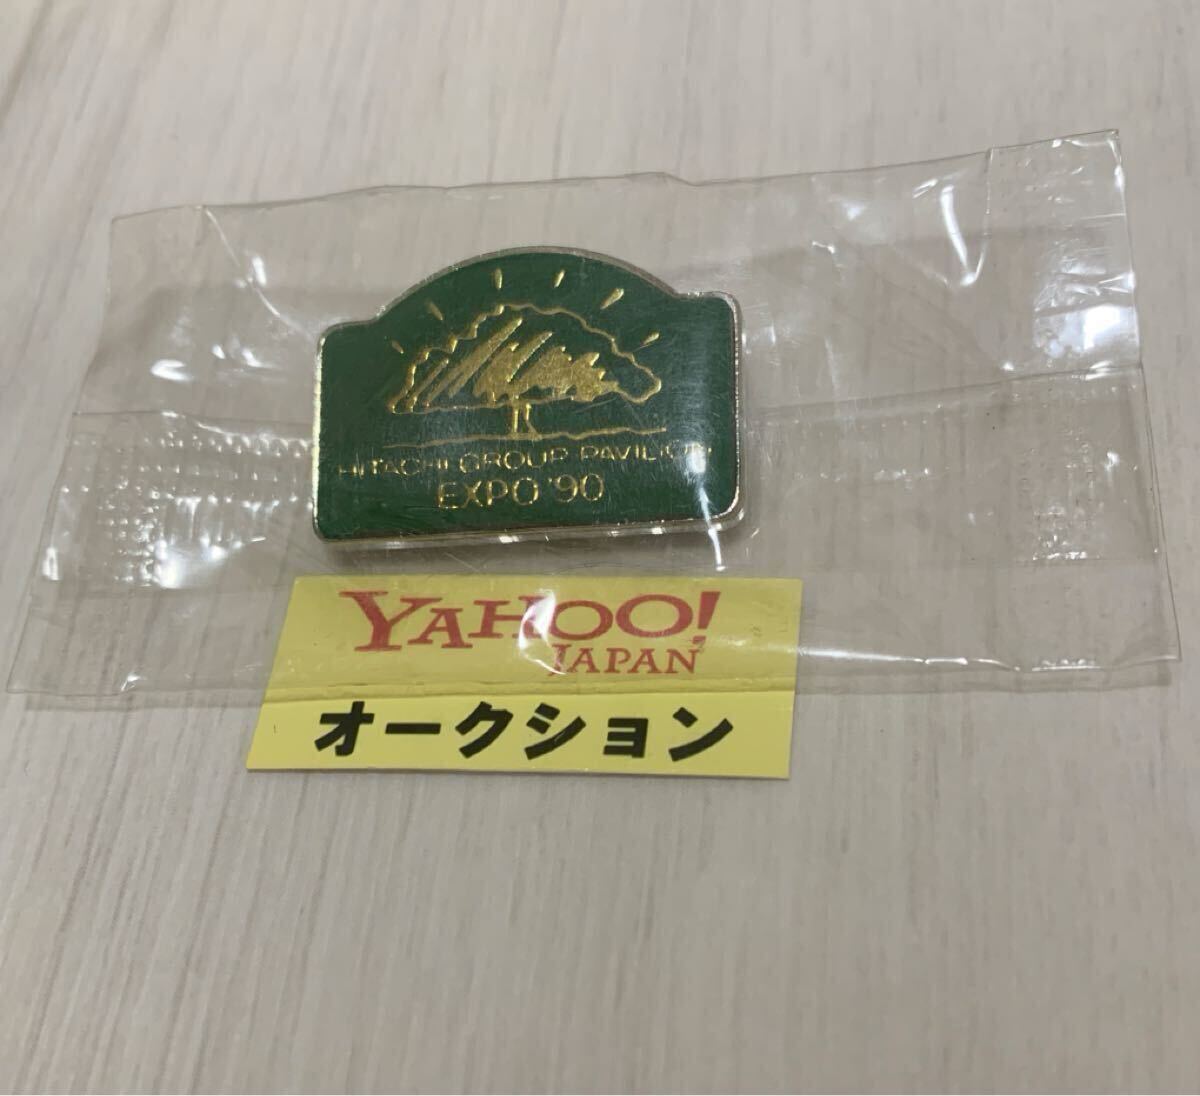 HITACHI GROUP PAVILION
EXPO '90
YAHOO!
JAPAN
オークション